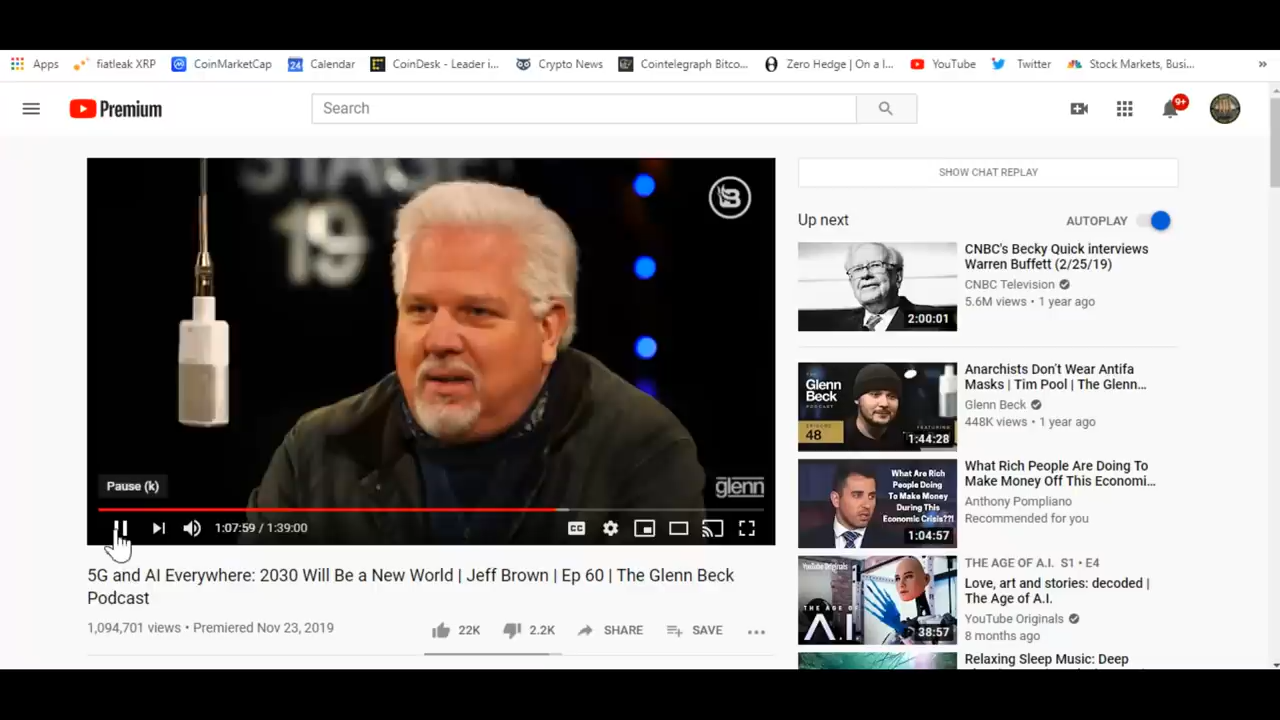 Apps
fiatleak XRP
CoinMarketCap
24
Calendar
CoinDesk - Leader i...
Crypto News
Cointelegraph Bitco...
Zero Hedge | On a l...
YouTube
Twitter
Stock Markets, Busi...
»
Premium
Search
9+
STAGE
19
B
Pause (k)
glenn
1:07:59 / 1:39:00
CC
5G and AI Everywhere: 2030 Will Be a New World | Jeff Brown | Ep 60 | The Glenn Beck
Podcast
1,094,701 views • Premiered Nov 23, 2019
22K
2.2K
SHARE
SAVE
SHOW CHAT REPLAY
Up next
AUTOPLAY
2:00:01
CNBC's Becky Quick interviews
Warren Buffett (2/25/19)
CNBC Television
5.6M views • 1 year ago
Glenn
Beck
48
1:44:28
Anarchists Don't Wear Antifa
Masks | Tim Pool | The Glenn...
Glenn Beck
448K views • 1 year ago
What Are Rich
People Doing
To Make Money
During This
Economic Crisis??!
1:04:57
What Rich People Are Doing To
Make Money Off This Economi...
Anthony Pompliano
Recommended for you
YouTube Originals
THE AGE OF
A.I.
38:57
THE AGE OF A.I. S1 • E4
Love, art and stories: decoded |
The Age of A.I.
YouTube Originals
8 months ago
Relaxing Sleep Music: Deep